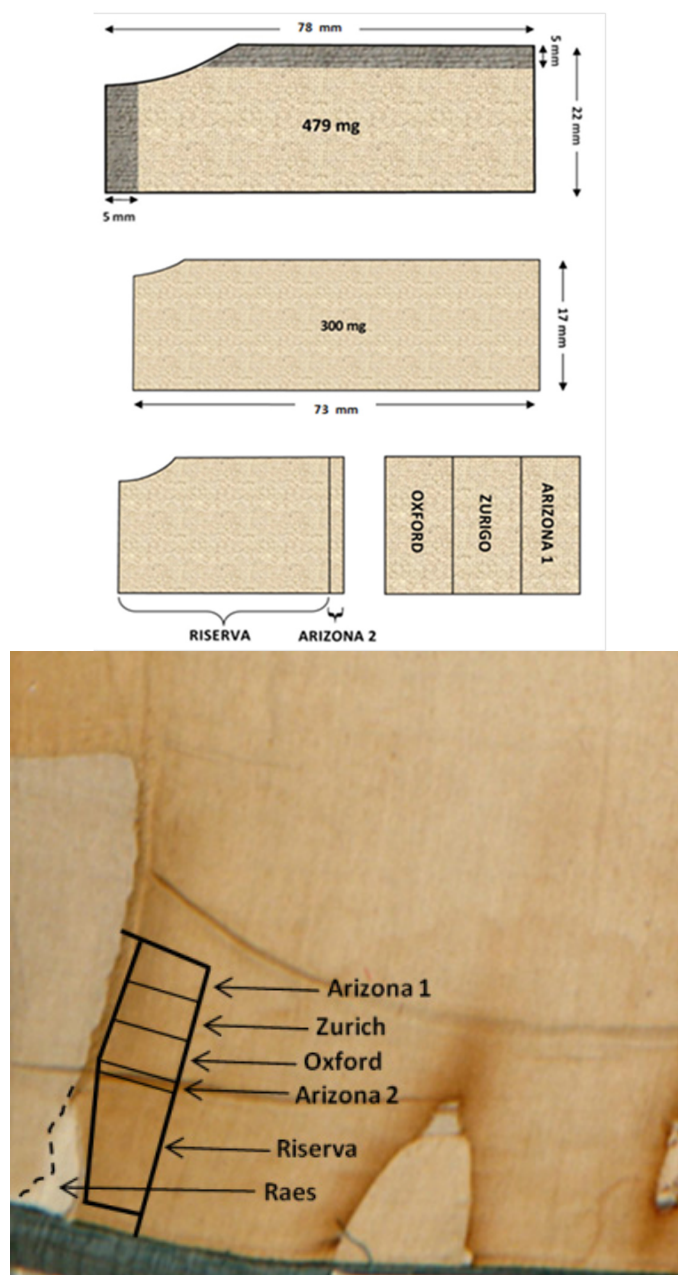 78 mm
5 mm
22 mm
479 mg
5 mm
300 mg
17 mm
73 mm
OXFORD
ZURIGO
ARIZONA 1
RISERVA
ARIZONA 2
Arizona 1
Zurich
Oxford
Arizona 2
Riserva
Raes